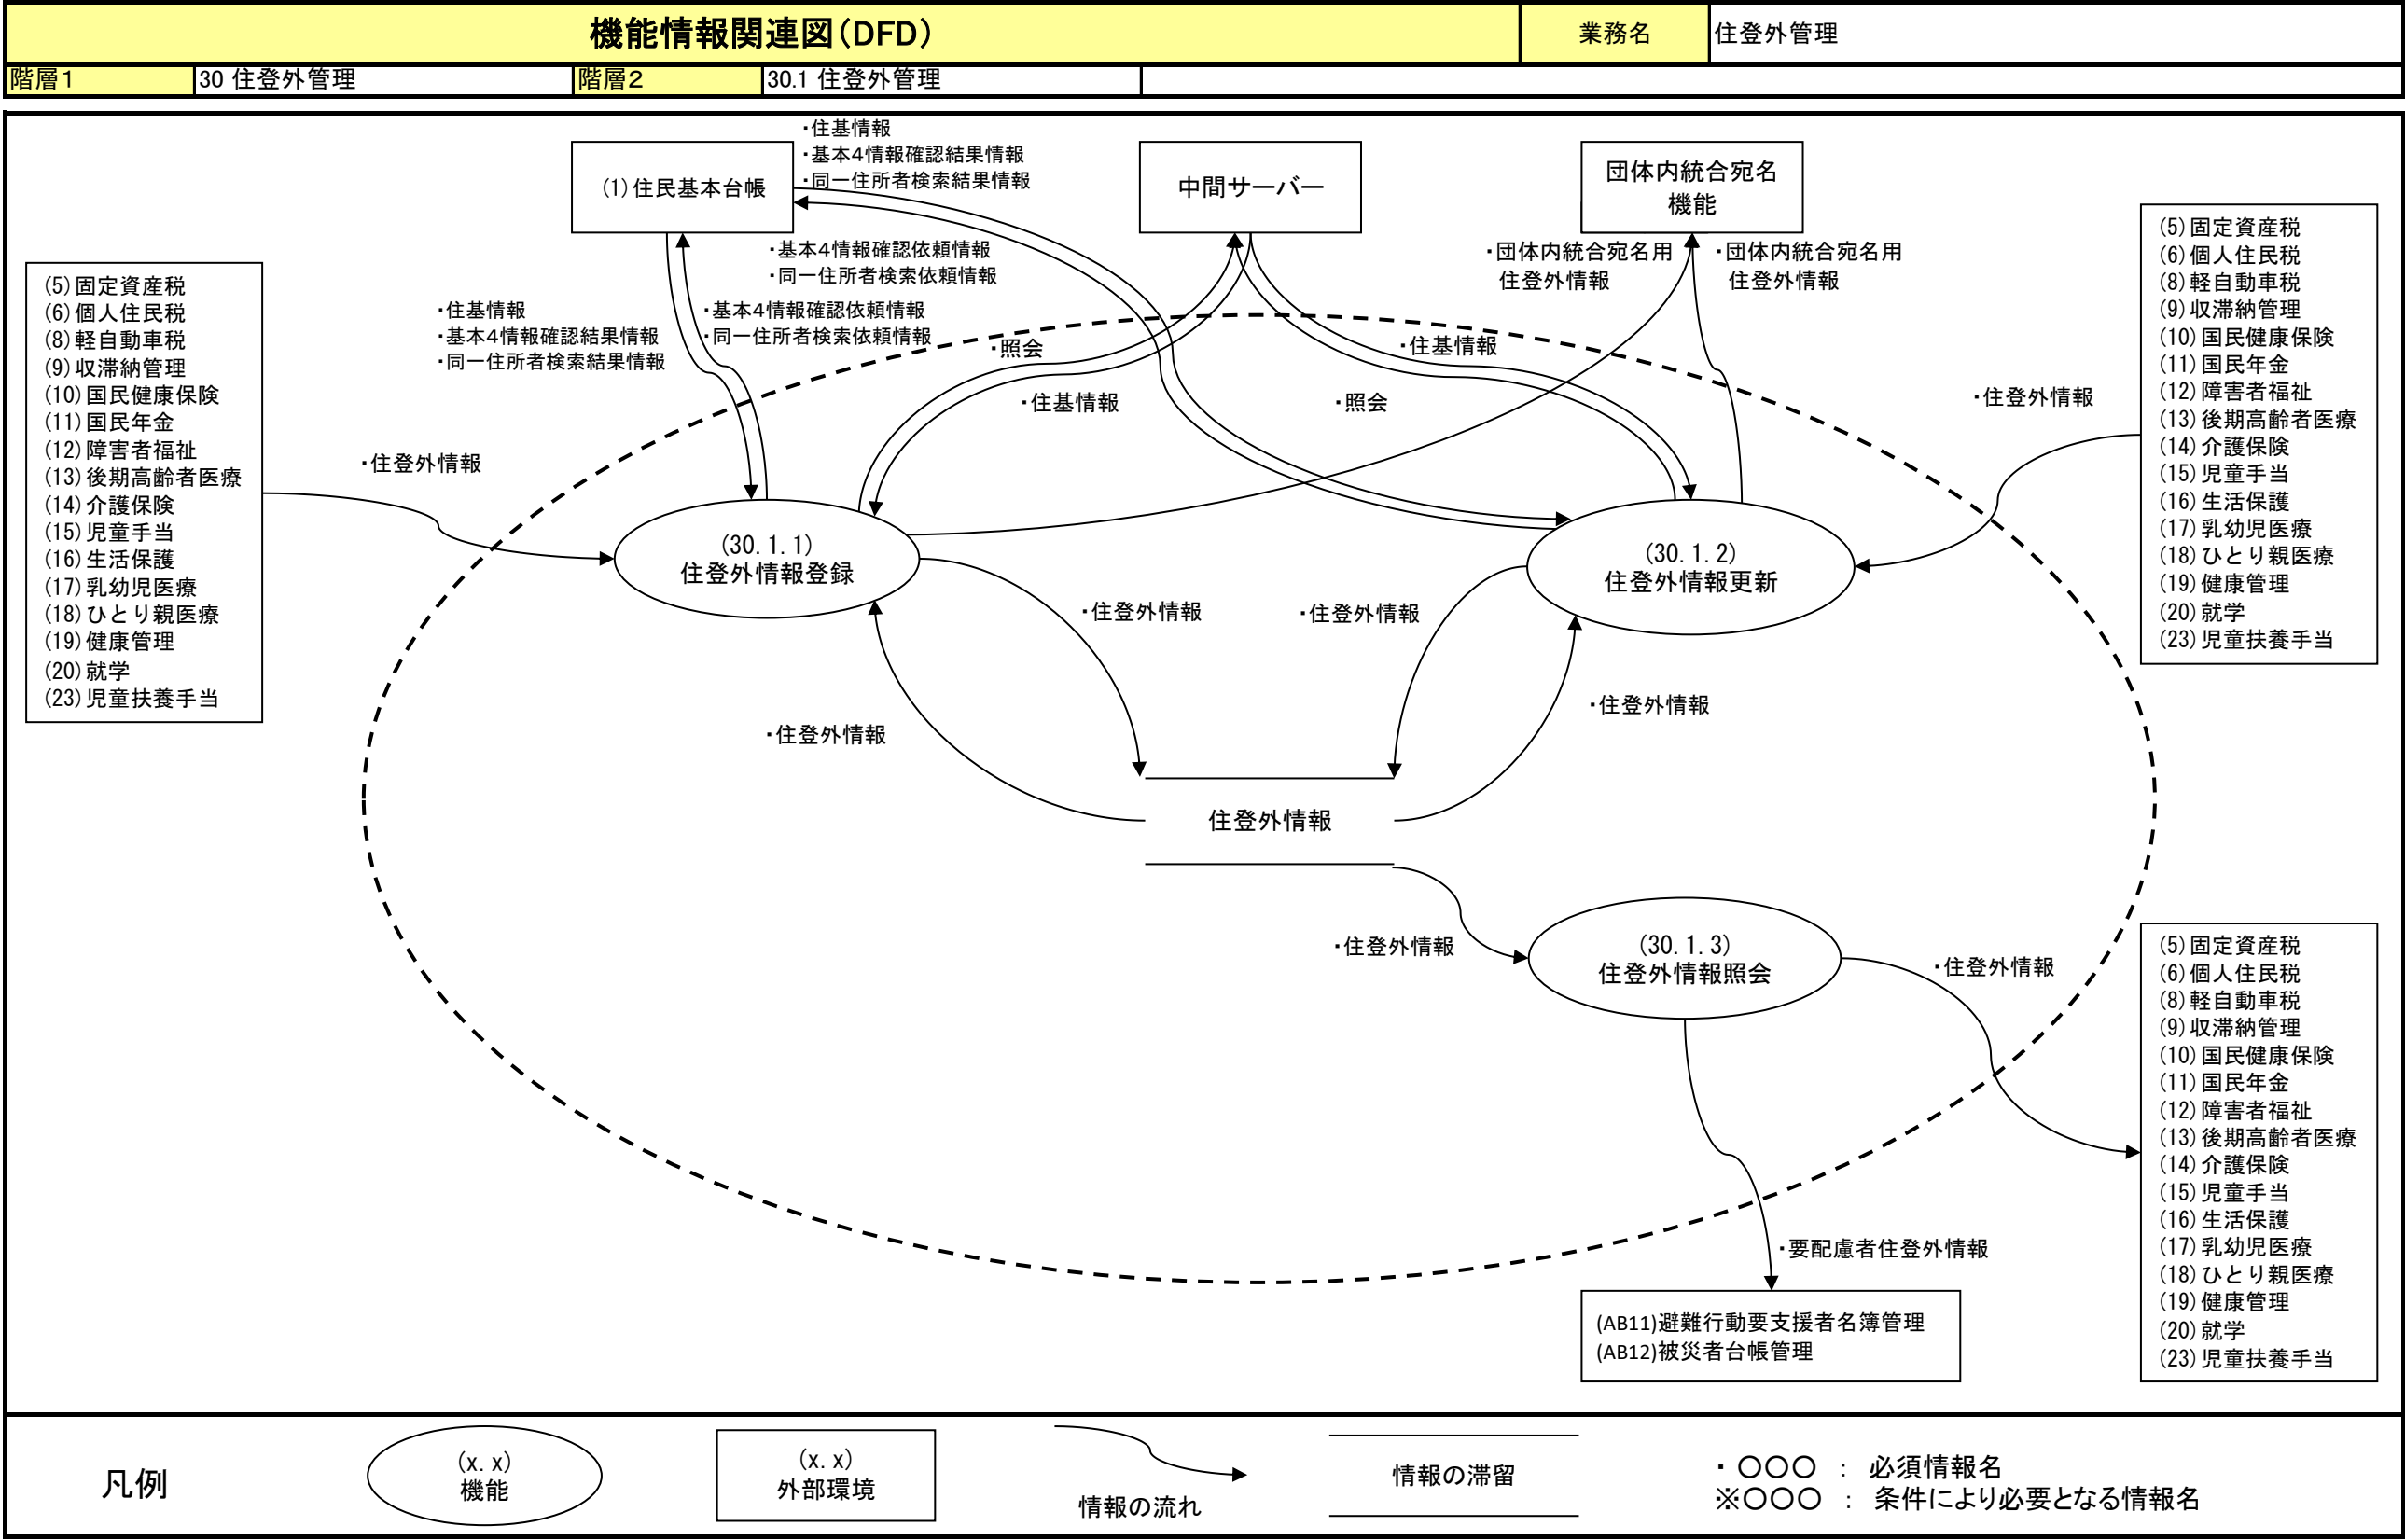 機能情報関連図(DFD)
業務名
住登外管理
階層1
30 住登外管理
階層2
30.1 住登外管理
・住基情報
・基本4情報確認結果情報
・同一住所者検索結果情報
(1)住民基本台帳
中間サーバー
団体内統合宛名
機能
・基本4情報確認依頼情報
・同一住所者検索依頼情報
・団体内統合宛名用
住登外情報
・団体内統合宛名用
住登外情報
・住基情報
・基本4情報確認結果情報
・同一住所者検索結果情報
・基本4情報確認依頼情報
・同一住所者検索依頼情報
・照会
・住基情報
・住基情報
・照会
(5)固定資産税
(6)個人住民税
(8)軽自動車税
(9)収滞納管理
(10)国民健康保険
(11)国民年金
(12)障害者福祉
(13)後期高齢者医療
(14)介護保険
(15)児童手当
(16)生活保護
(17)乳幼児医療
(18)ひとり親医療
(19)健康管理
(20)就学
(23)児童扶養手当
・住登外情報
(5)固定資産税
(6)個人住民税
(8)軽自動車税
(9)収滞納管理
(10)国民健康保険
(11)国民年金
(12)障害者福祉
(13)後期高齢者医療
(14)介護保険
(15)児童手当
(16)生活保護
(17)乳幼児医療
(18)ひとり親医療
(19)健康管理
(20)就学
(23)児童扶養手当
・住登外情報
(30.1.1)
住登外情報登録
(30.1.2)
住登外情報更新
・住登外情報
・住登外情報
・住登外情報
・住登外情報
住登外情報
・住登外情報
(30.1.3)
住登外情報照会
・住登外情報
(5)固定資産税
(6)個人住民税
(8)軽自動車税
(9)収滞納管理
(10)国民健康保険
(11)国民年金
(12)障害者福祉
(13)後期高齢者医療
(14)介護保険
(15)児童手当
(16)生活保護
(17)乳幼児医療
(18)ひとり親医療
(19)健康管理
(20)就学
(23)児童扶養手当
・要配慮者住登外情報
(AB11)避難行動要支援者名簿管理
(AB12)被災者台帳管理
凡例
(x.x)
機能
(x.x)
外部環境
情報の流れ
情報の滞留
・ 〇〇〇 : 必須情報名
※〇〇〇 : 条件により必要となる情報名